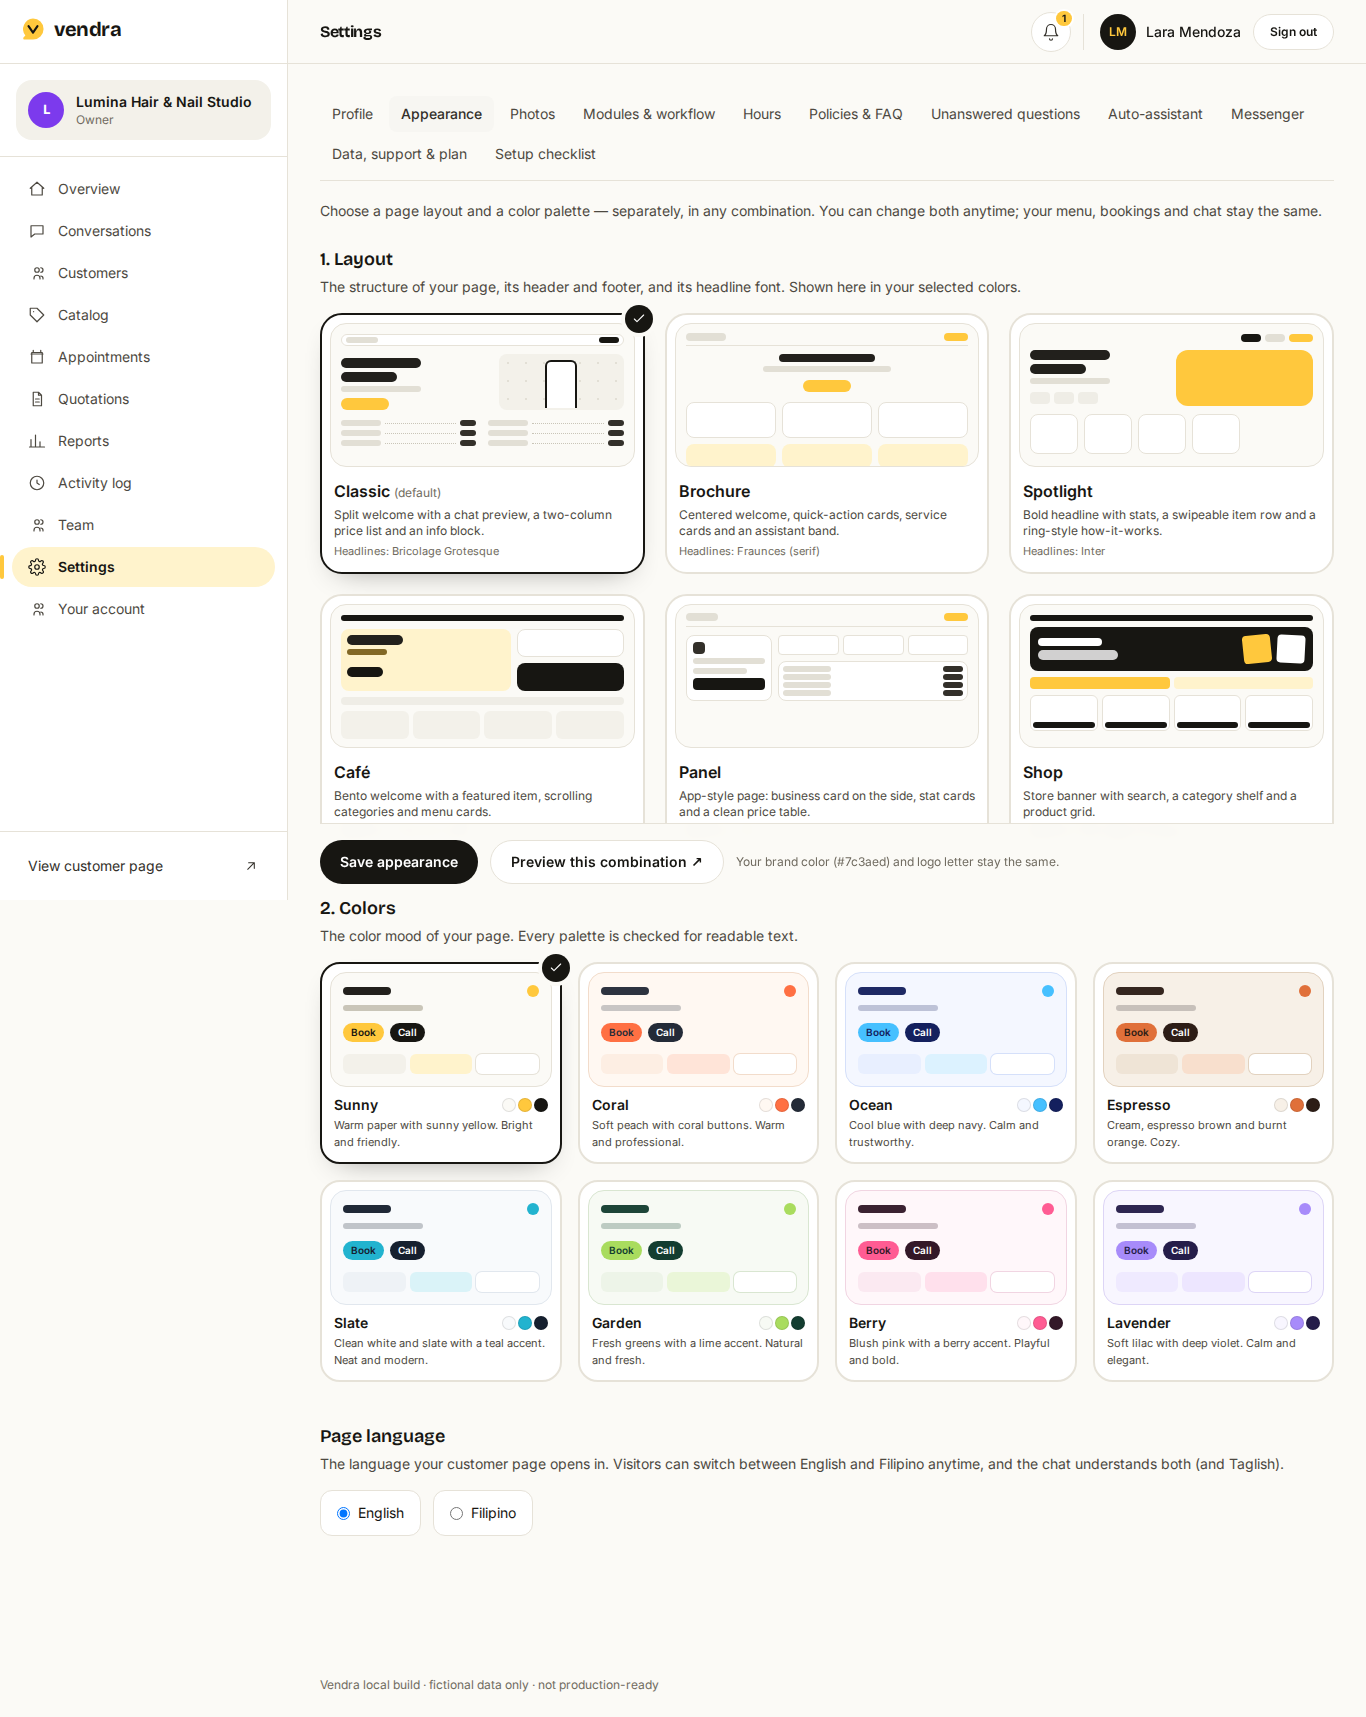 vendra
Settings
1
LM
Lara Mendoza
Sign out
L
Lumina Hair & Nail Studio
Owner
Overview
Conversations
Customers
Catalog
Appointments
Quotations
Reports
Activity log
Team
Settings
Your account
View customer page
Profile
Appearance
Photos
Modules & workflow
Hours
Policies & FAQ
Unanswered questions
Auto-assistant
Messenger
Data, support & plan
Setup checklist
Choose a page layout and a color palette — separately, in any combination. You can change both anytime; your menu, bookings and chat stay the same.
1. Layout
The structure of your page, its header and footer, and its headline font. Shown here in your selected colors.
Classic (default)
Split welcome with a chat preview, a two-column
price list and an info block.
Headlines: Bricolage Grotesque
Brochure
Centered welcome, quick-action cards, service
cards and an assistant band.
Headlines: Fraunces (serif)
Spotlight
Bold headline with stats, a swipeable item row and a
ring-style how-it-works.
Headlines: Inter
Café
Bento welcome with a featured item, scrolling
categories and menu cards.
Panel
App-style page: business card on the side, stat cards
and a clean price table.
Shop
Store banner with search, a category shelf and a
product grid.
Save appearance
Preview this combination ↗
Your brand color (#7c3aed) and logo letter stay the same.
2. Colors
The color mood of your page. Every palette is checked for readable text.
Book
Call
Sunny
Warm paper with sunny yellow. Bright
and friendly.
Book
Call
Coral
Soft peach with coral buttons. Warm
and professional.
Book
Call
Ocean
Cool blue with deep navy. Calm and
trustworthy.
Book
Call
Espresso
Cream, espresso brown and burnt
orange. Cozy.
Book
Call
Slate
Clean white and slate with a teal accent.
Neat and modern.
Book
Call
Garden
Fresh greens with a lime accent. Natural
and fresh.
Book
Call
Berry
Blush pink with a berry accent. Playful
and bold.
Book
Call
Lavender
Soft lilac with deep violet. Calm and
elegant.
Page language
The language your customer page opens in. Visitors can switch between English and Filipino anytime, and the chat understands both (and Taglish).
English
Filipino
Vendra local build · fictional data only · not production-ready